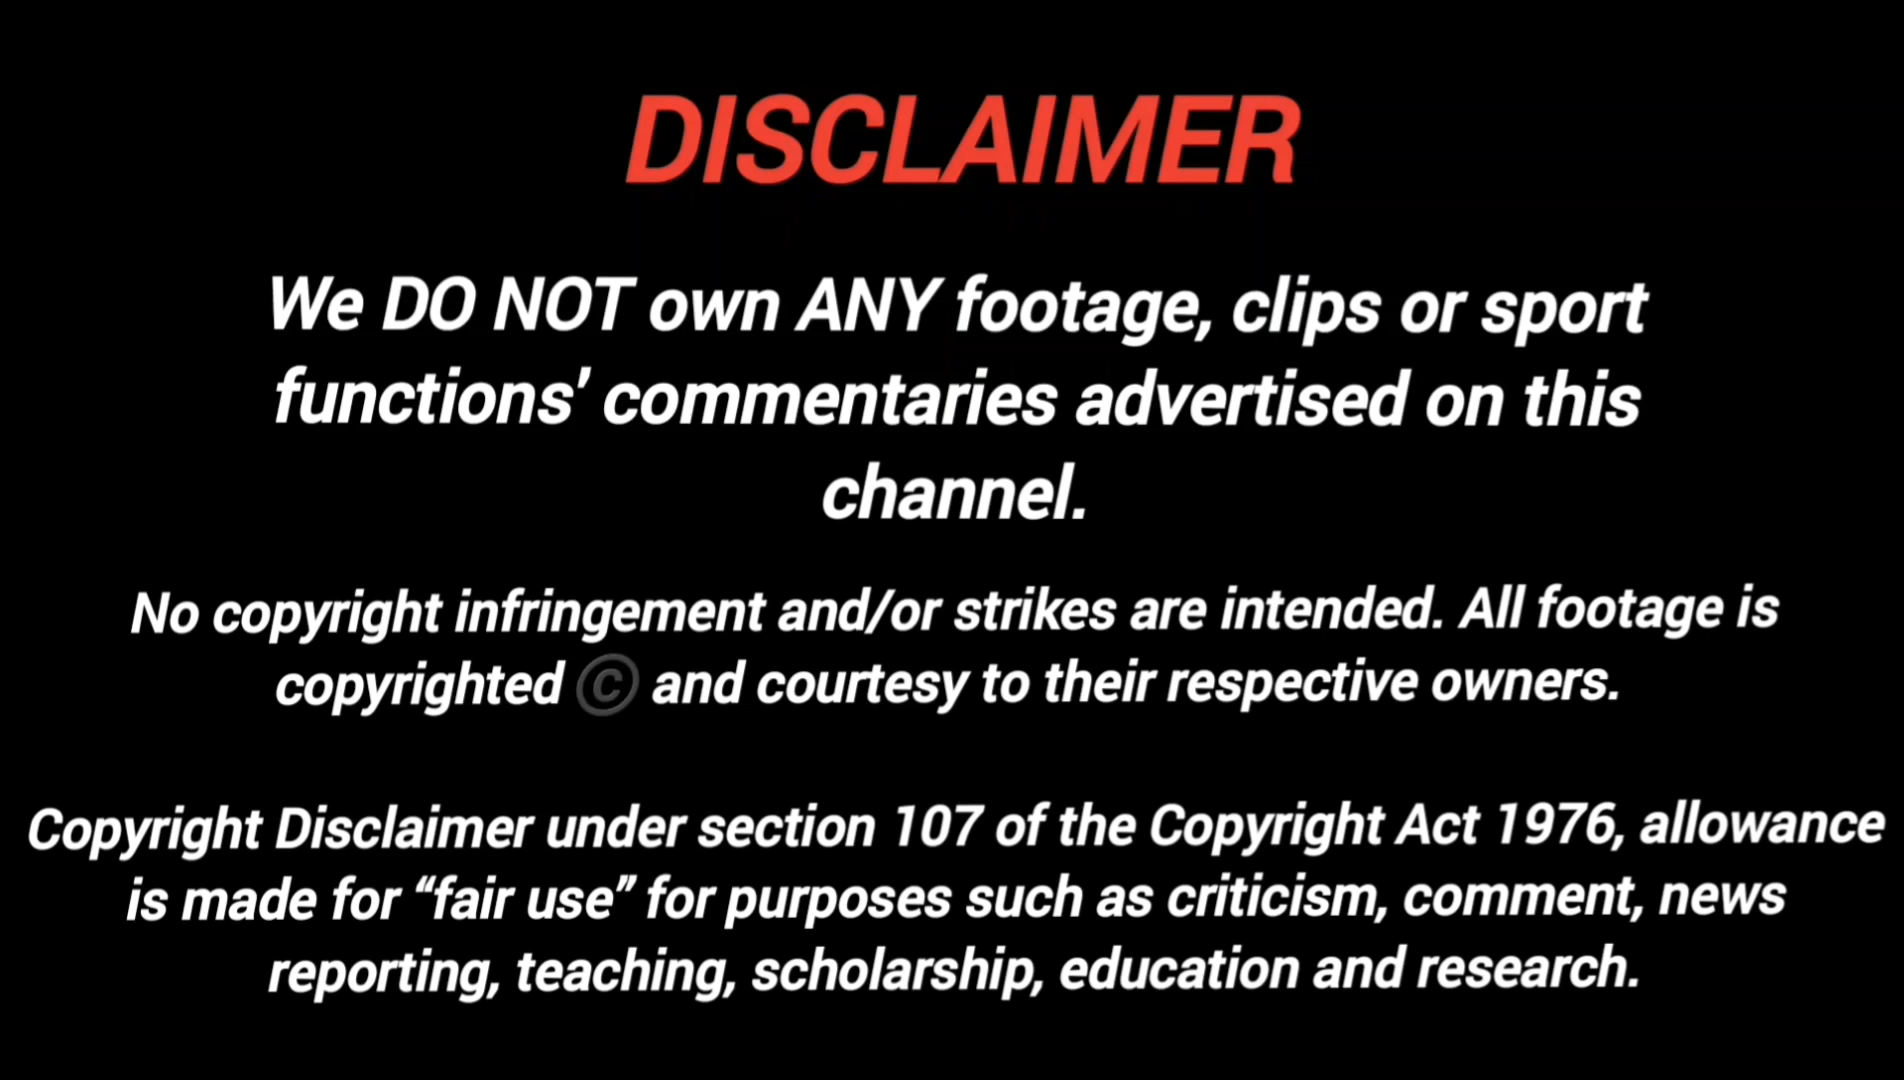 DISCLAIMER
We DO NOT own ANY footage, clips or sport
functions’ commentaries advertised on this
channel.
No copyright infringement and/or strikes are intended. All footage is
copyrighted © and courtesy to their respective owners.
Copyright Disclaimer under section 107 of the Copyright Act 1976, allowance
is made for “fair use” for purposes such as criticism, comment, news
reporting, teaching, scholarship, education and research.